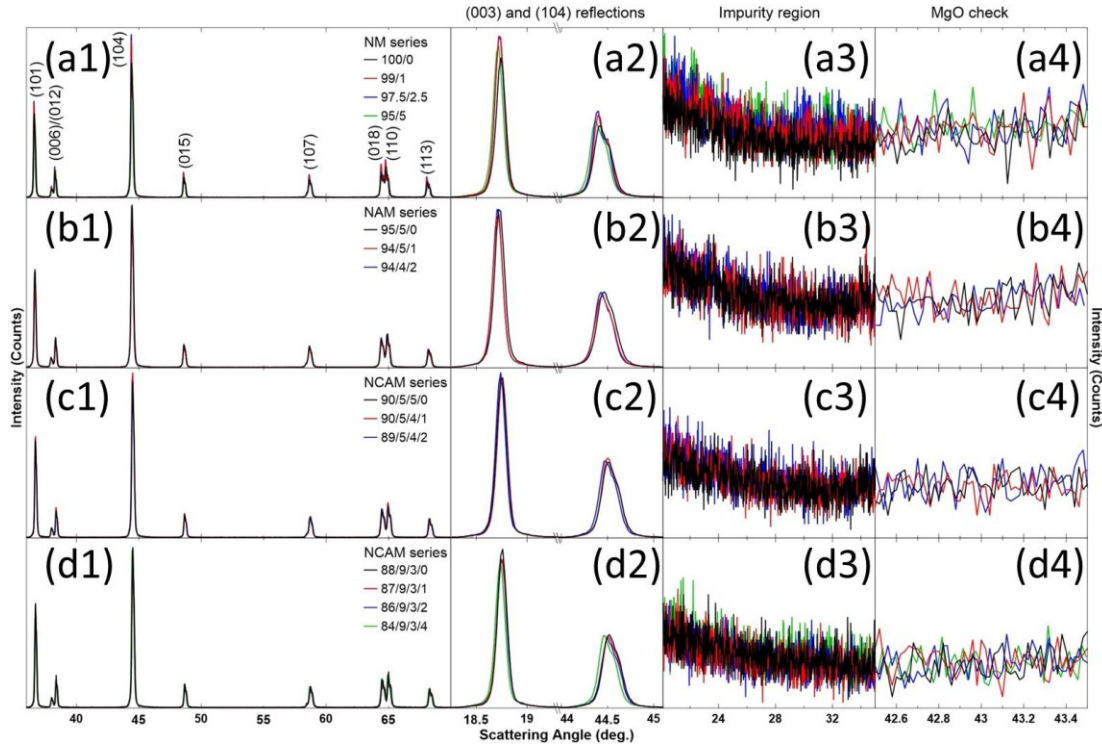 (003) and (104) reflections
Impurity region
MgO check
(a1)
(101)
(006)/(012)
(104)
(015)
(107)
(018)
(110)
(113)
NM series
100/0
99/1
97.5/2.5
95/5
(a2)
(a3)
(a4)
(b1)
NAM series
95/5/0
94/5/1
94/4/2
(b2)
(b3)
(b4)
Intensity (Counts)
Intensity (Counts)
(c1)
NCAM series
90/5/5/0
90/5/4/1
89/5/4/2
(c2)
(c3)
(c4)
(d1)
NCAM series
88/9/3/0
87/9/3/1
86/9/3/2
84/9/3/4
(d2)
(d3)
(d4)
40 45 50 55 60 65 18.5 19 44 44.5 45 24 28 32 42.6 42.8 43 43.2 43.4
Scattering Angle (deg.)